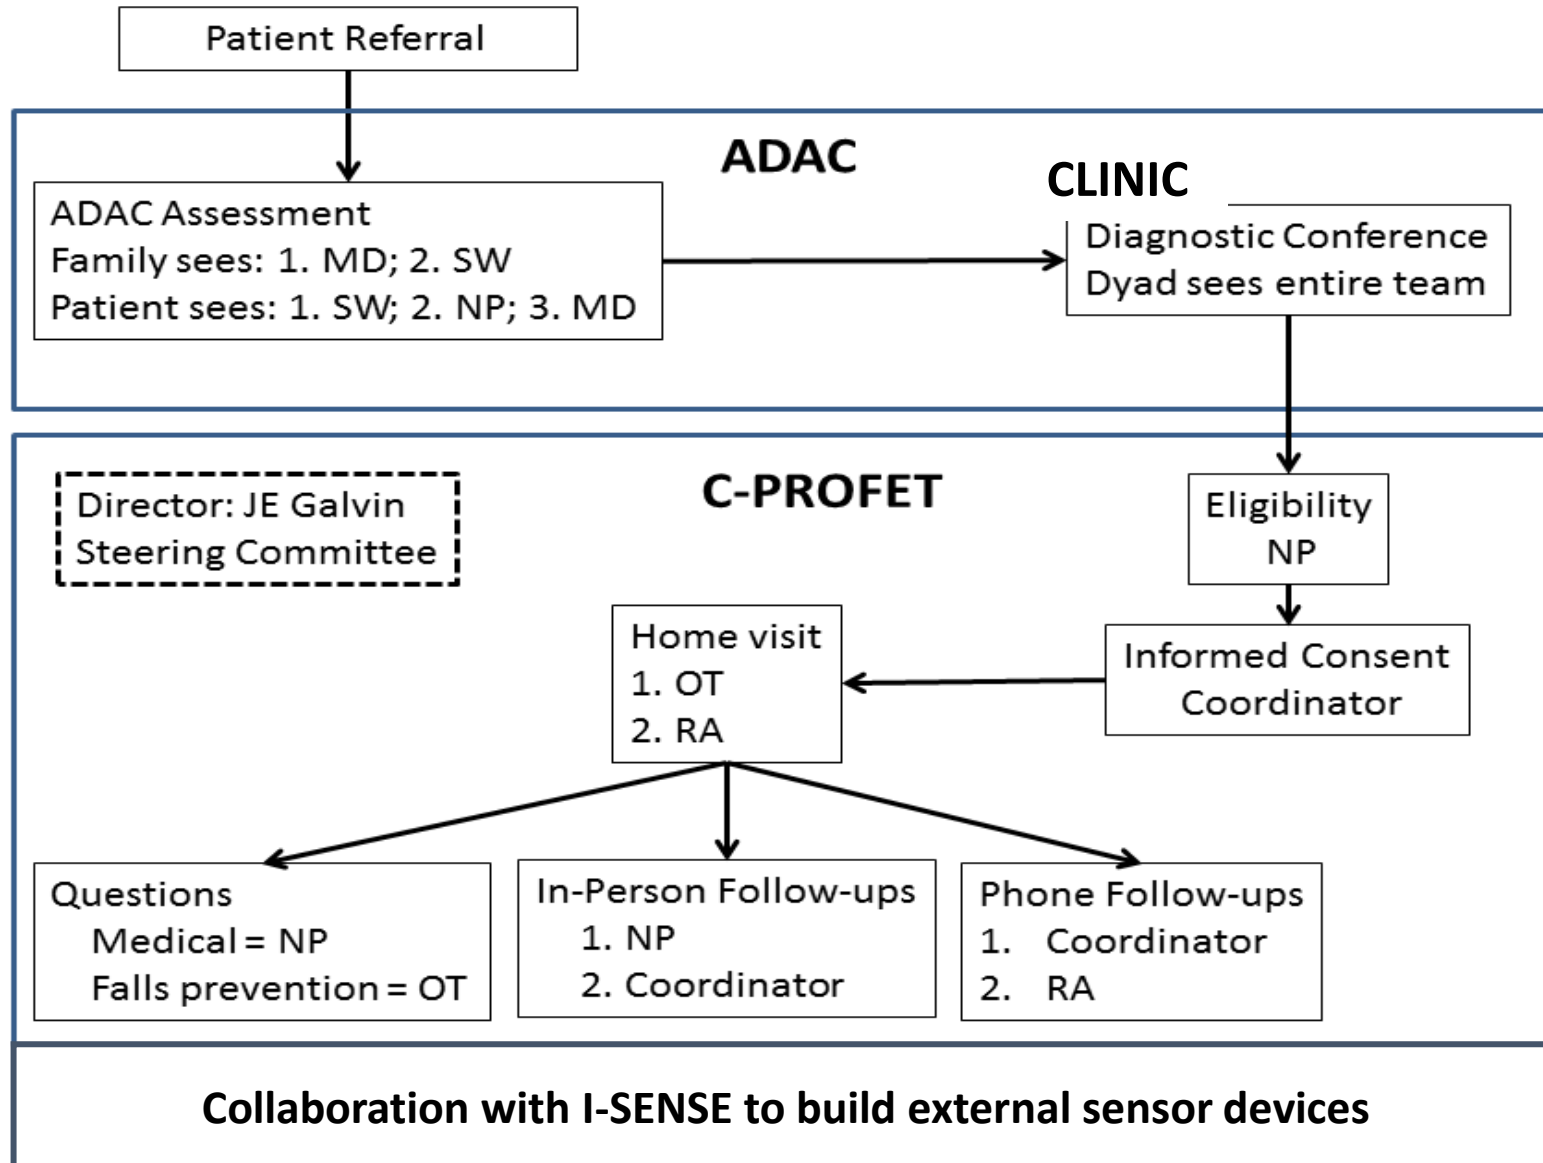 Patient Referral
ADAC
CLINIC
ADAC Assessment
Family sees: 1. MD; 2. SW
Patient sees: 1. SW; 2. NP; 3. MD
Diagnostic Conference
Dyad sees entire team
Director: JE Galvin
Steering Committee
C-PROFET
Eligibility
NP
Informed Consent
Coordinator
Home visit
1. OT
2. RA
Questions
Medical = NP
Falls prevention = OT
In-Person Follow-ups
1. NP
2. Coordinator
Phone Follow-ups
1. Coordinator
2. RA
Collaboration with I-SENSE to build external sensor devices